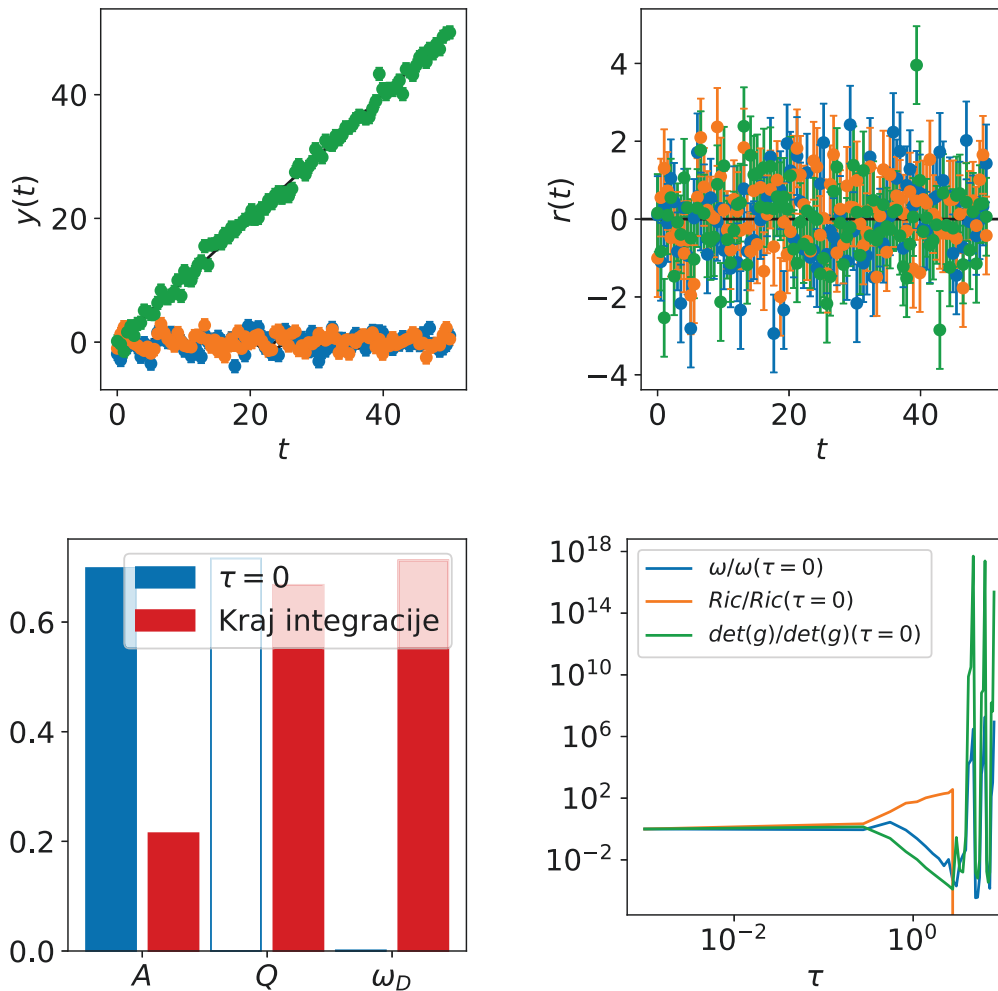 y(t)
40
20
0
0 20 40
t
r(t)
4
2
0
−2
−4
0 20 40
t
0.6
0.4
0.2
0.0
τ = 0
Kraj integracije
A Q ω_D
10^18
10^14
10^10
10^6
10^2
10^−2
ω/ω(τ = 0)
Ric/Ric(τ = 0)
det(g)/det(g)(τ = 0)
10^−2 10^0
τ